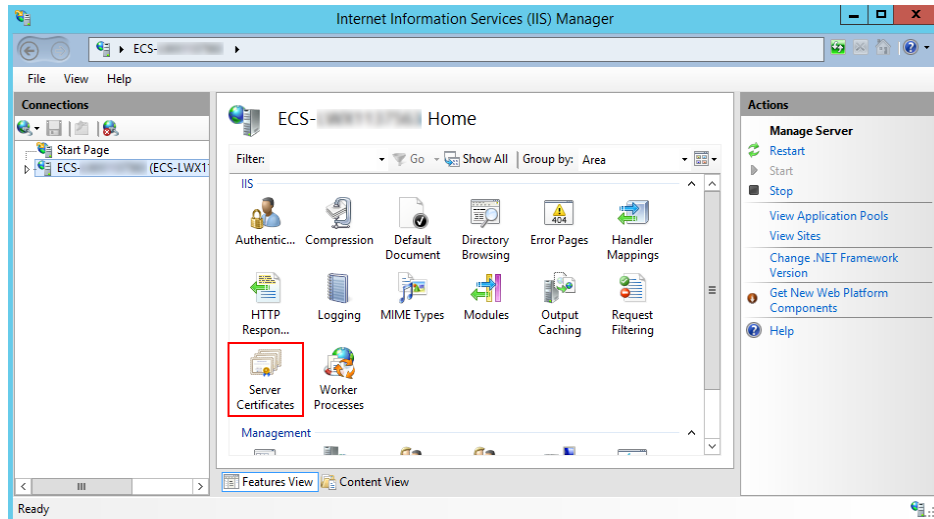 Internet Information Services (IIS) Manager
ECS-
File View Help
Connections
Start Page
ECS- (ECS-LWX1
ECS- Home
Filter: Go Show All Group by: Area
IIS
Authentic... Compression Default Document Directory Browsing Error Pages Handler Mappings
404
HTTP Respon... Logging MIME Types Modules Output Caching Request Filtering
Server Certificates Worker Processes
Management
Features View Content View
Actions
Manage Server
Restart
Start
Stop
View Application Pools
View Sites
Change .NET Framework
Version
Get New Web Platform
Components
Help
Ready